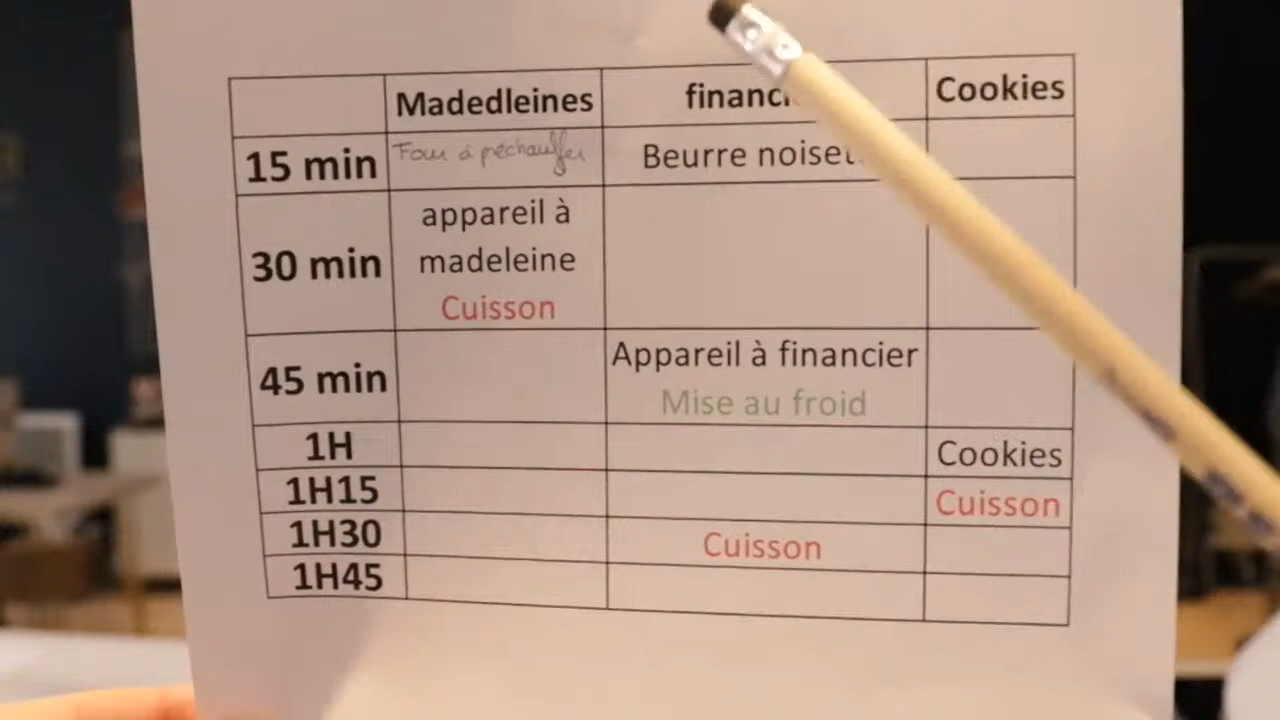 Madedleines Cookies
15 min Four à préchauffer Beurre
30 min appareil à
madeleine
Cuisson
45 min Appareil à financier
Mise au froid
1H Cookies
1H15 Cuisson
1H30 Cuisson
1H45